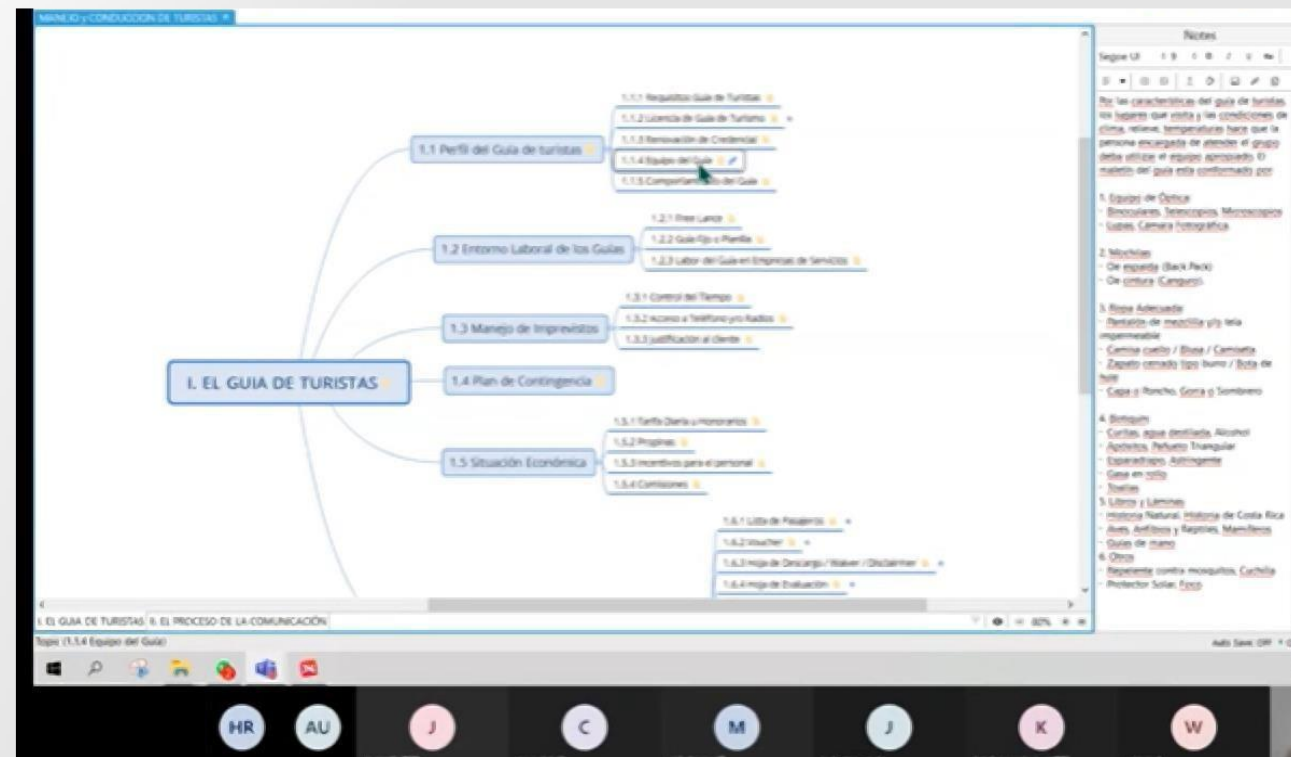 MANEJO y CONDUCCION DE TURISTAS
1.1 Perfil del Guía de turistas
1.1.1 Requisitos Guía de Turistas
1.1.2 Licencia de Guía de Turismo
1.1.3 Renovación de Credencial
1.1.4 Equipo del Guía
1.1.5 Comportamiento del Guía
1.2 Entorno Laboral de los Guías
1.2.1 Free Lance
1.2.2 Guía Fijo o Planilla
1.2.3 Labor del Guía en Empresas de Servicios
1.3 Manejo de Imprevistos
1.3.1 Control del Tiempo
1.3.2 Acceso a Teléfono y/o Radios
1.3.3 Justificación al cliente
I. EL GUIA DE TURISTAS
1.4 Plan de Contingencia
1.5 Situación Económica
1.5.1 Tarifa Diaria u Honorarios
1.5.2 Propinas
1.5.3 Incentivos para el personal
1.5.4 Comisiones
1.6.1 Lista de Pasajeros
1.6.2 Voucher
1.6.3 Hoja de Descargo / Waiver / Disclaimer
1.6.4 Hoja de Evaluación
Notes
Segoe UI
Por las características del guía de turistas,
los lugares que visita y las condiciones de
clima, relieve, temperaturas hace que la
persona encargada de atender el grupo
deba utilizar el equipo apropiado. El
maletín del guía esta conformado por:
1. Equipo de Óptica
- Binoculares, Telescopios, Microscopios
- Lupas, Cámara Fotográfica.
2. Mochilas
- De espalda (Back Pack)
- De cintura (Canguro).
3. Ropa Adecuada
- Pantalón de mezclilla y/o tela
impermeable
- Camisa cuello / Blusa / Camiseta
- Zapato cerrado tipo burro / Bota de
hule
- Capa o Poncho, Gorra o Sombrero
4. Botiquín
- Curitas, agua destilada, Alcohol
- Apósitos, Pañuelo Triangular
- Esparadrapo, Astringente
- Gasa en rollo
- Toallas
5. Libros y Láminas
- Historia Natural, Historia de Costa Rica
- Aves, Anfibios y Reptiles, Mamíferos
- Guías de mano
6. Otros
- Repelente contra mosquitos, Cuchilla
- Protector Solar, Foco.
I. EL GUIA DE TURISTAS II. EL PROCESO DE LA COMUNICACIÓN
80%
Topic (1.1.4 Equipo del Guía)
Auto Save: OFF
HR AU J C M J K W